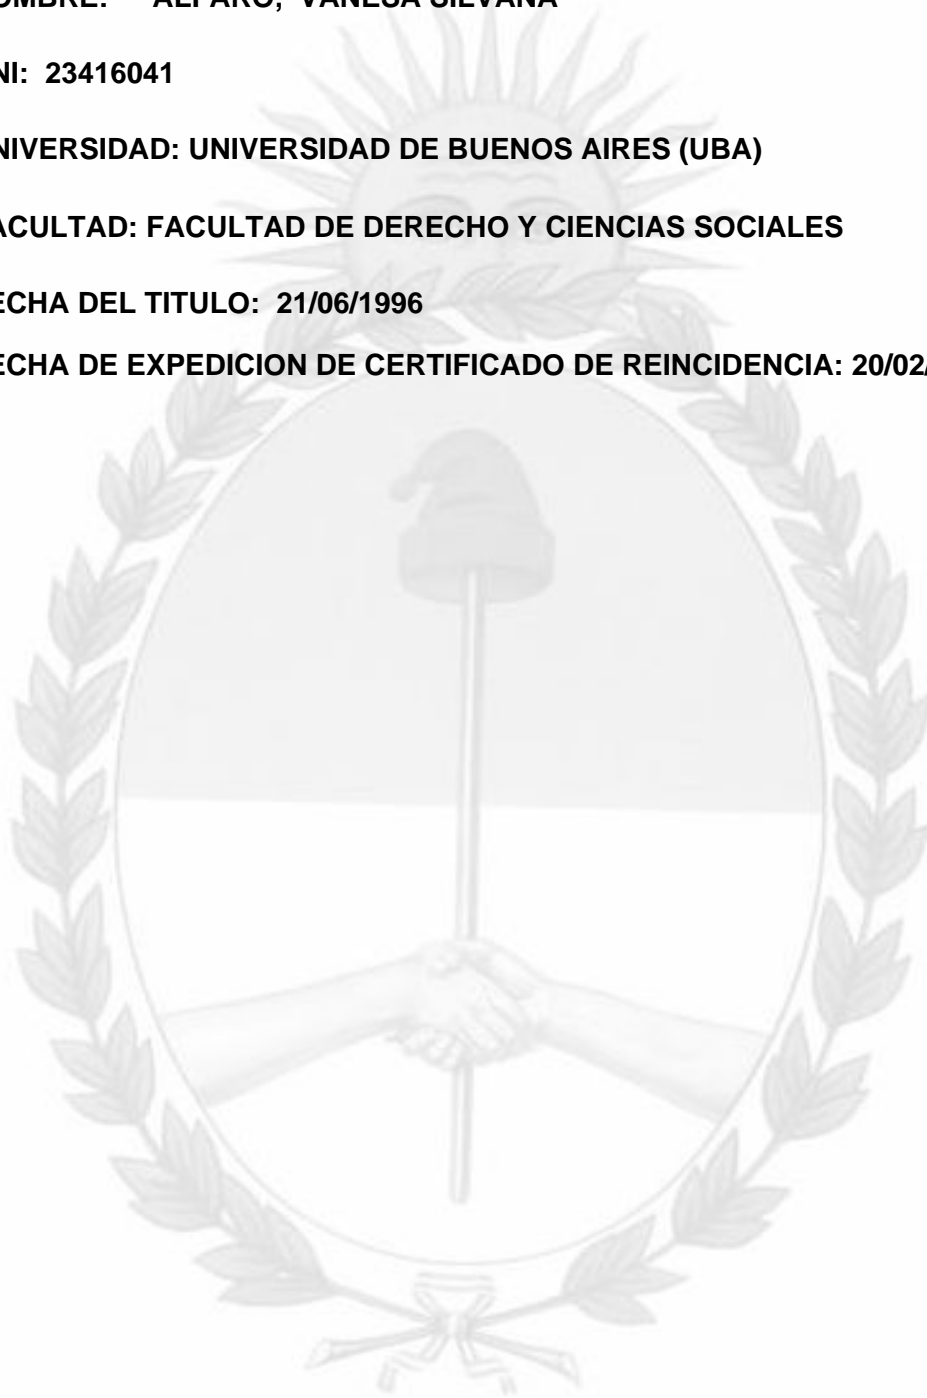 OMBRE: ALFARO, VANESA SILVANA
NI: 23416041
NIVERSIDAD: UNIVERSIDAD DE BUENOS AIRES (UBA)
ACULTAD: FACULTAD DE DERECHO Y CIENCIAS SOCIALES
ECHA DEL TITULO: 21/06/1996
ECHA DE EXPEDICION DE CERTIFICADO DE REINCIDENCIA: 20/02/